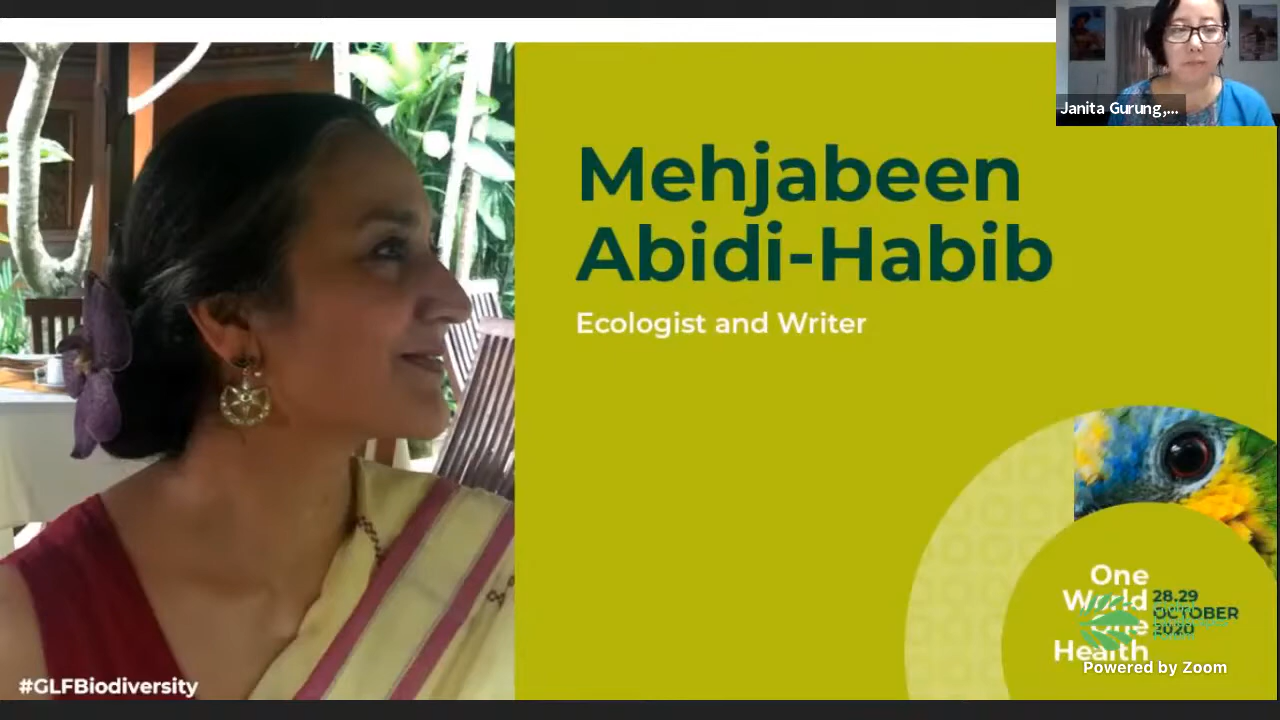 Janita Gurung,...
Mehjabeen
Abidi-Habib
Ecologist and Writer
One
World
One
Health
28.29
OCTOBER
2020
Powered by Zoom
#GLFBiodiversity